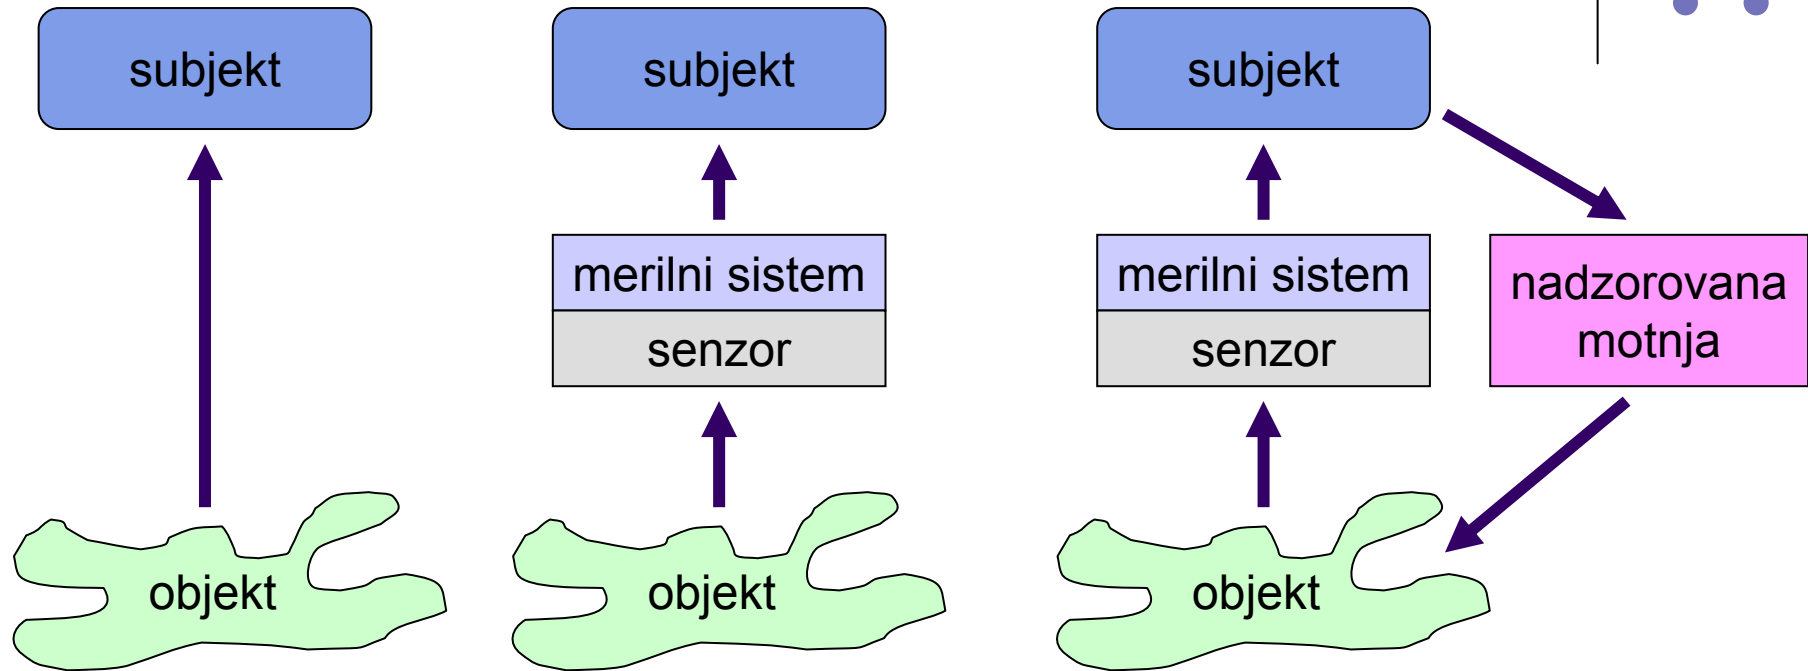 subjekt
subjekt
subjekt
merilni sistem
merilni sistem
nadzorovana
motnja
senzor
senzor
objekt
objekt
objekt